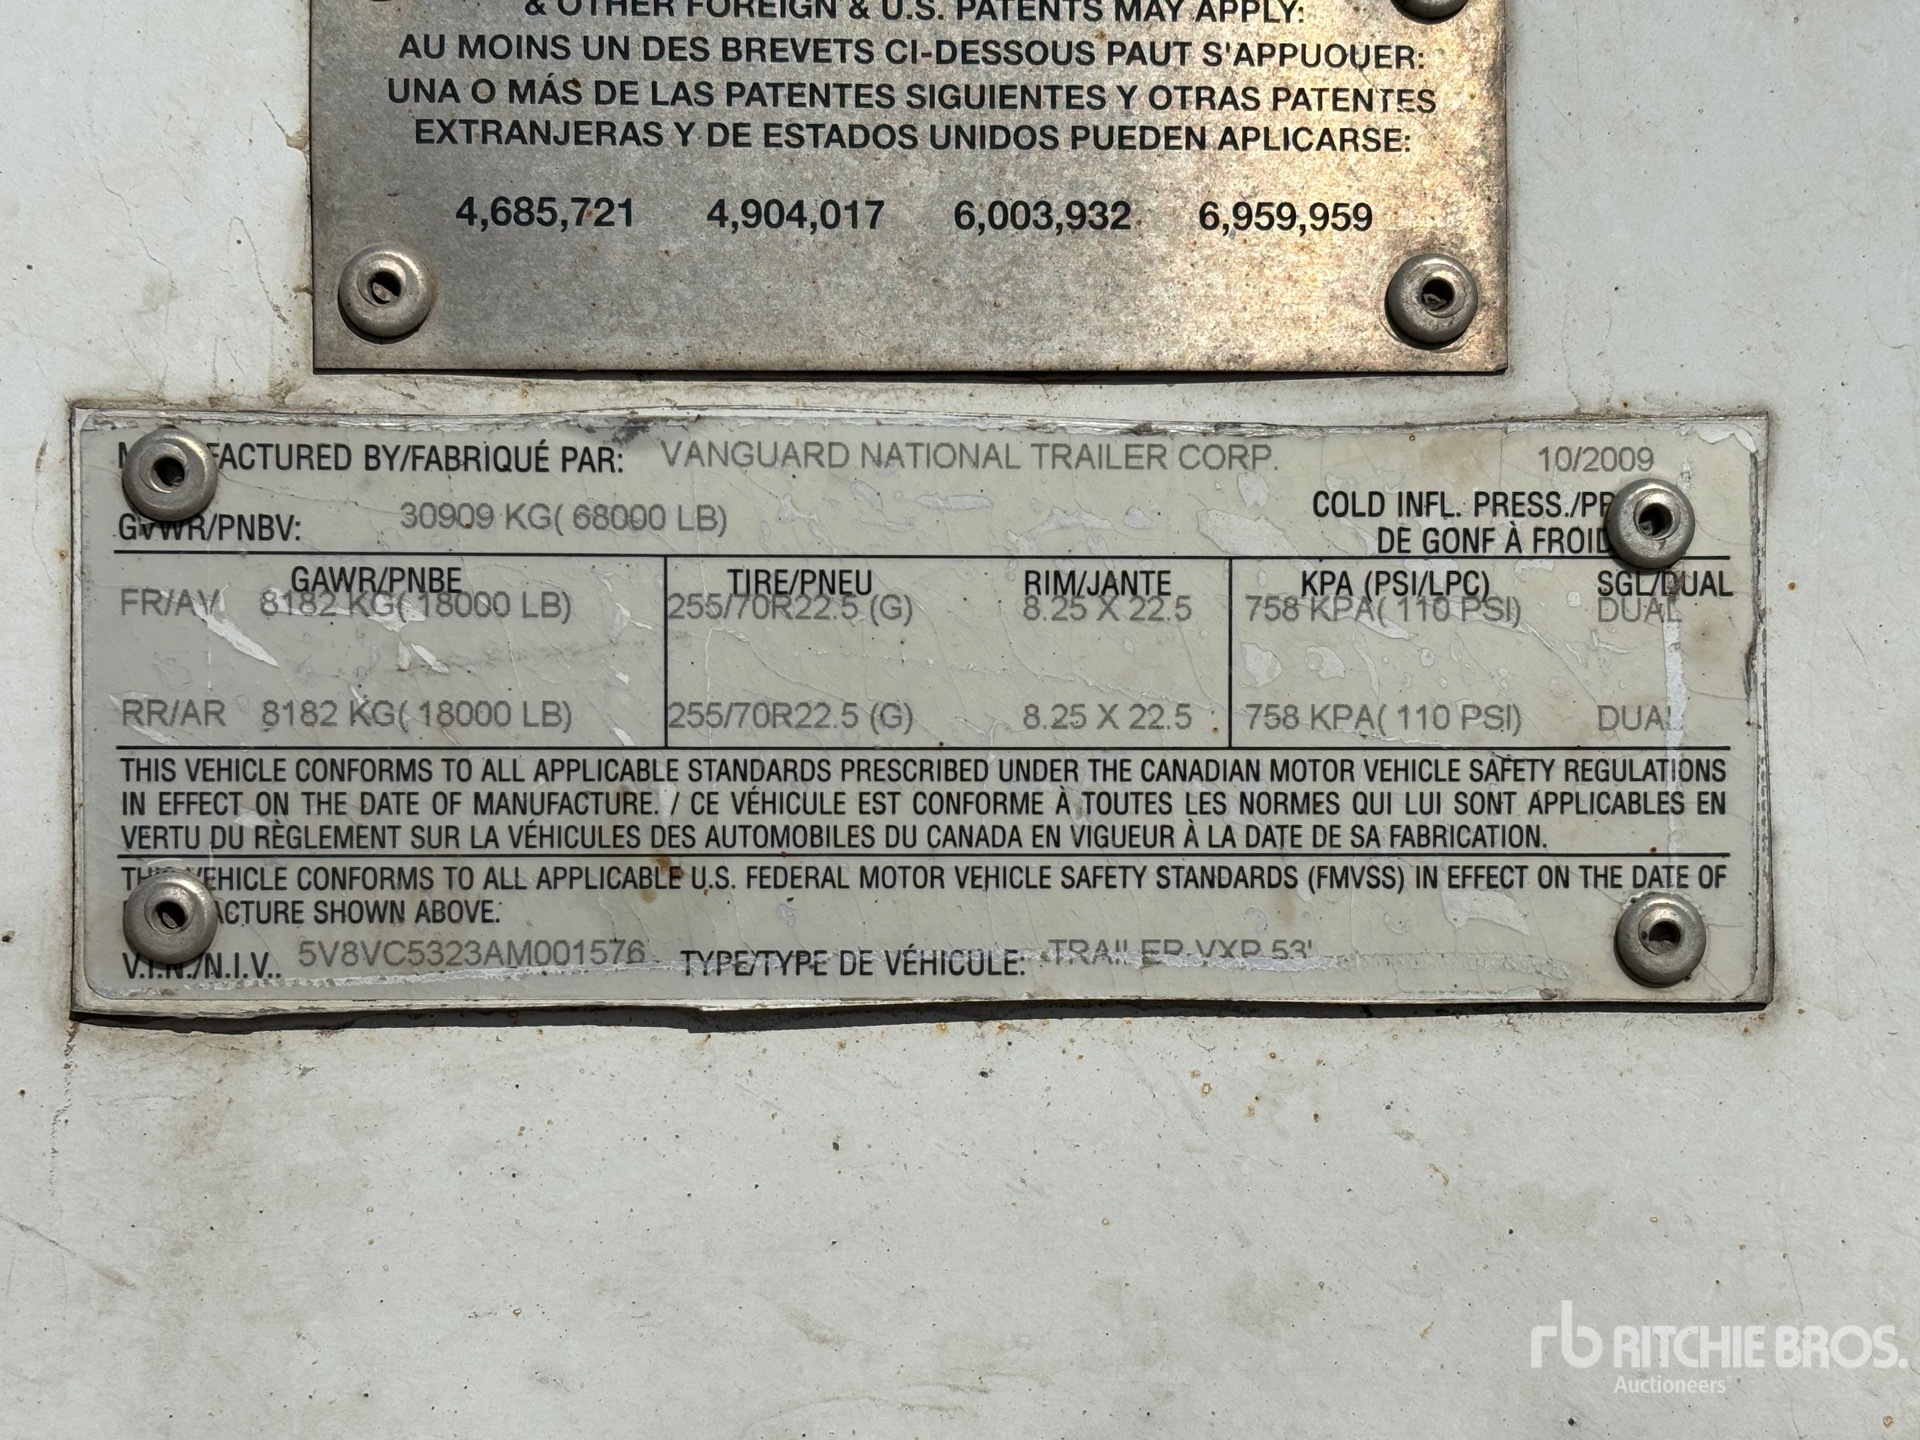 & OTHER FOREIGN & U.S. PATENTS MAY APPLY:
AU MOINS UN DES BREVETS CI-DESSOUS PAUT S'APPUOUER:
UNA O MÁS DE LAS PATENTES SIGUIENTES Y OTRAS PATENTES
EXTRANJERAS Y DE ESTADOS UNIDOS PUEDEN APLICARSE:
4,685,721 4,904,017 6,003,932 6,959,959
BY/FABRIQUÉ PAR: VANGUARD NATIONAL TRAILER CORP. 10/2009
GVWR/PNBV: 30909 KG( 68000 LB) COLD INFL. PRESS.
DE GONF À FROID
GAWR/PNBE TIRE/PNEU RIM/JANTE KPA (PSI/LPC) SGL/DUAL
FR/AV 8182 KG( 18000 LB) 255/70R22.5 (G) 8.25 X 22.5 758 KPA( 110 PSI) DUAL
RR/AR 8182 KG( 18000 LB) 255/70R22.5 (G) 8.25 X 22.5 758 KPA( 110 PSI) DUAL
THIS VEHICLE CONFORMS TO ALL APPLICABLE STANDARDS PRESCRIBED UNDER THE CANADIAN MOTOR VEHICLE SAFETY REGULATIONS
IN EFFECT ON THE DATE OF MANUFACTURE. / CE VÉHICULE EST CONFORME À TOUTES LES NORMES QUI LUI SONT APPLICABLES EN
VERTU DU RÈGLEMENT SUR LA VÉHICULES DES AUTOMOBILES DU CANADA EN VIGUEUR À LA DATE DE SA FABRICATION.
THIS VEHICLE CONFORMS TO ALL APPLICABLE U.S. FEDERAL MOTOR VEHICLE SAFETY STANDARDS (FMVSS) IN EFFECT ON THE DATE OF
SHOWN ABOVE.
V.I.N./N.I.V.: 5V8VC5323AM001576 TYPE/TYPE DE VÉHICULE: TRAILER-VXP 53'
rb RITCHIE BROS.
Auctioneers